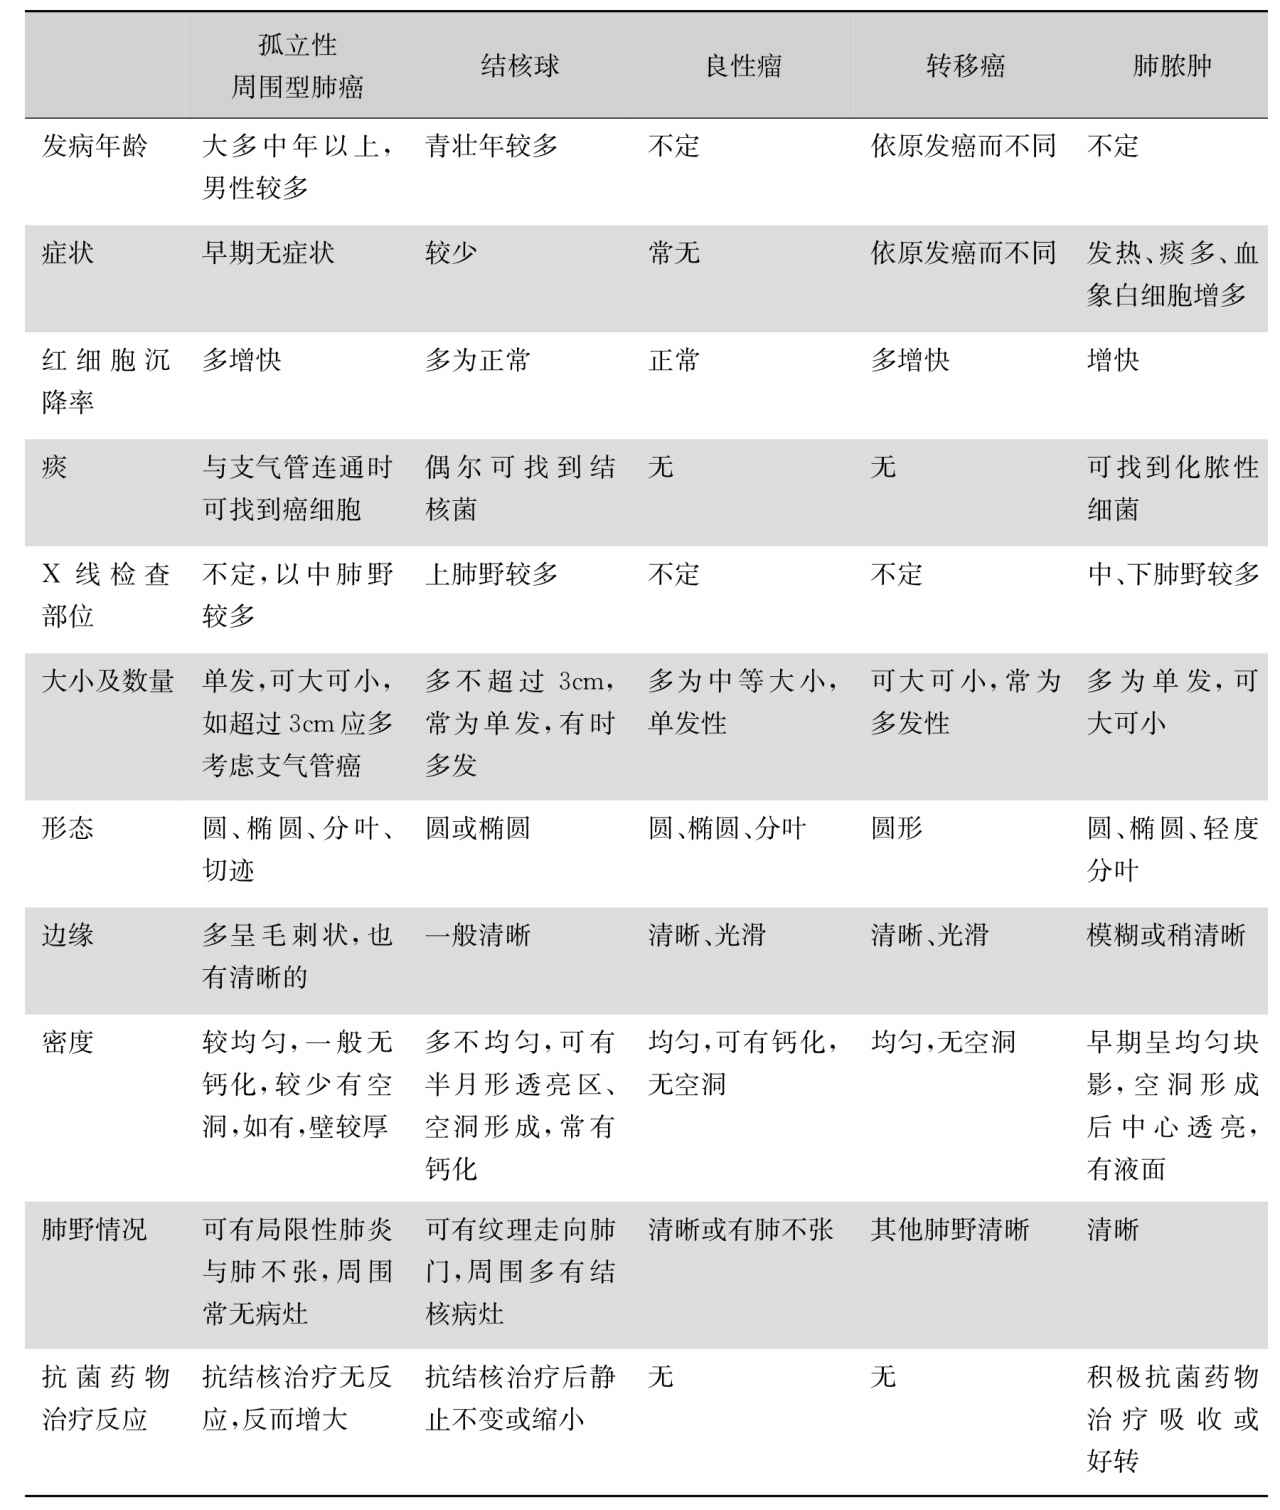 孤立性
周围型肺癌
结核球
良性瘤
转移癌
肺脓肿
发病年龄
大多中年以上，
男性较多
青壮年较多
不定
依原发癌而不同
不定
症状
早期无症状
较少
常无
依原发癌而不同
发热、痰多、血
象白细胞增多
红细胞沉
降率
多增快
多为正常
正常
多增快
增快
痰
与支气管连通时
可找到癌细胞
偶尔可找到结
核菌
无
无
可找到化脓性
细菌
X线检查
部位
不定，以中肺野
较多
上肺野较多
不定
不定
中、下肺野较多
大小及数量
单发，可大可小，
如超过3cm应多
考虑支气管癌
多不超过3cm，
常为单发，有时
多发
多为中等大小，
单发性
可大可小，常为
多发性
多为单发，可
大可小
形态
圆、椭圆、分叶、
切迹
圆或椭圆
圆、椭圆、分叶
圆形
圆、椭圆、轻度
分叶
边缘
多呈毛刺状，也
有清晰的
一般清晰
清晰、光滑
清晰、光滑
模糊或稍清晰
密度
较均匀，一般无
钙化，较少有空
洞，如有，壁较厚
多不均匀，可有
半月形透亮区、
空洞形成，常有
钙化
均匀，可有钙化，
无空洞
均匀，无空洞
早期呈均匀块
影，空洞形成
后中心透亮，
有液面
肺野情况
可有局限性肺炎
与肺不张，周围
常无病灶
可有纹理走向肺
门，周围多有结
核病灶
清晰或有肺不张
其他肺野清晰
清晰
抗菌药物
治疗反应
抗结核治疗无反
应，反而增大
抗结核治疗后静
止不变或缩小
无
无
积极抗菌药物
治疗吸收或
好转